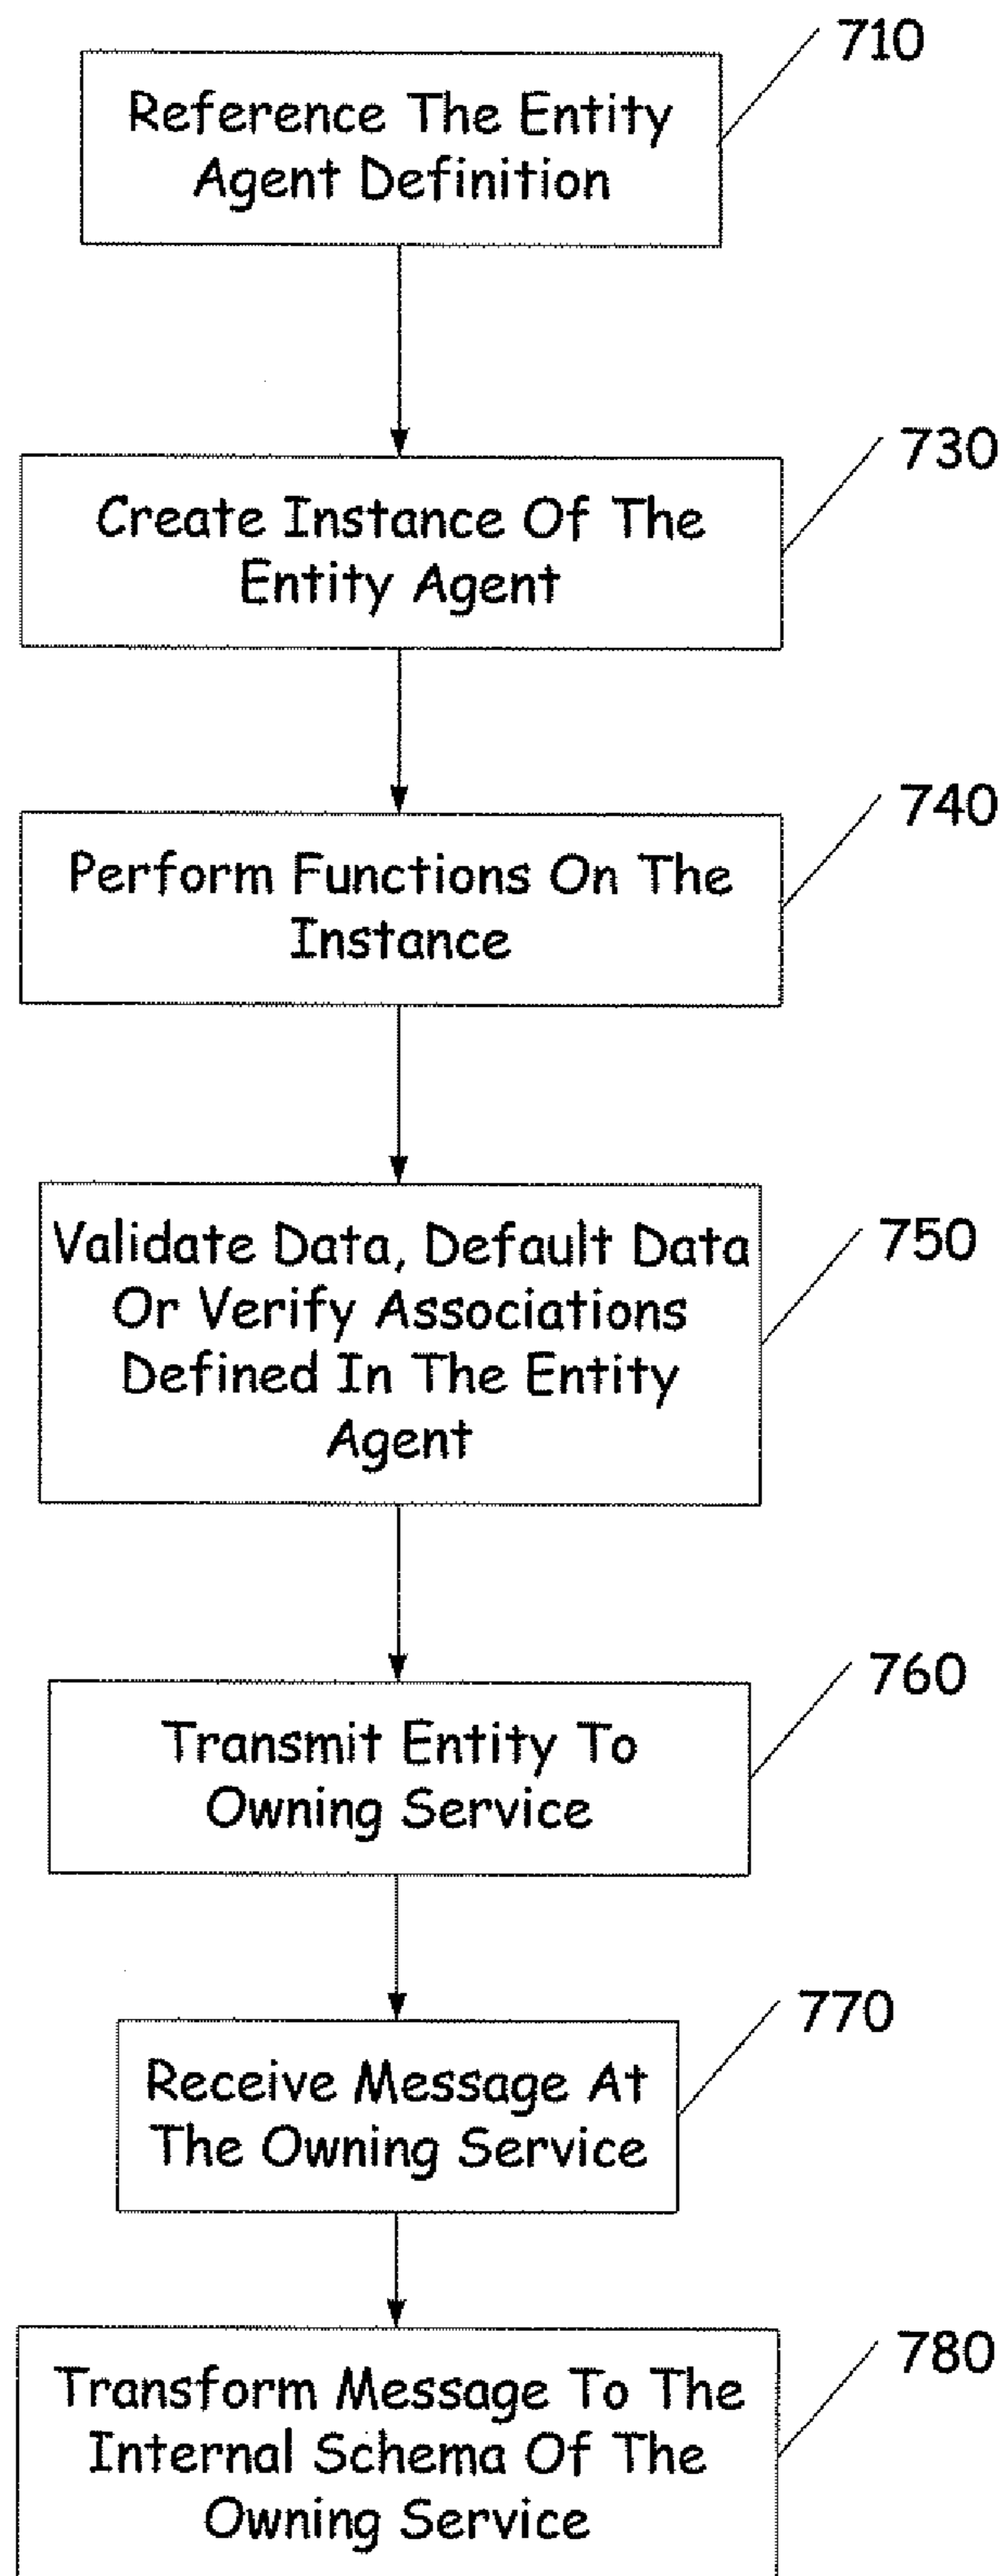 710
Reference The Entity
Agent Definition
730
Create Instance Of The
Entity Agent
740
Perform Functions On The
Instance
750
Validate Data, Default Data
Or Verify Associations
Defined In The Entity
Agent
760
Transmit Entity To
Owning Service
770
Receive Message At
The Owning Service
780
Transform Message To The
Internal Schema Of The
Owning Service